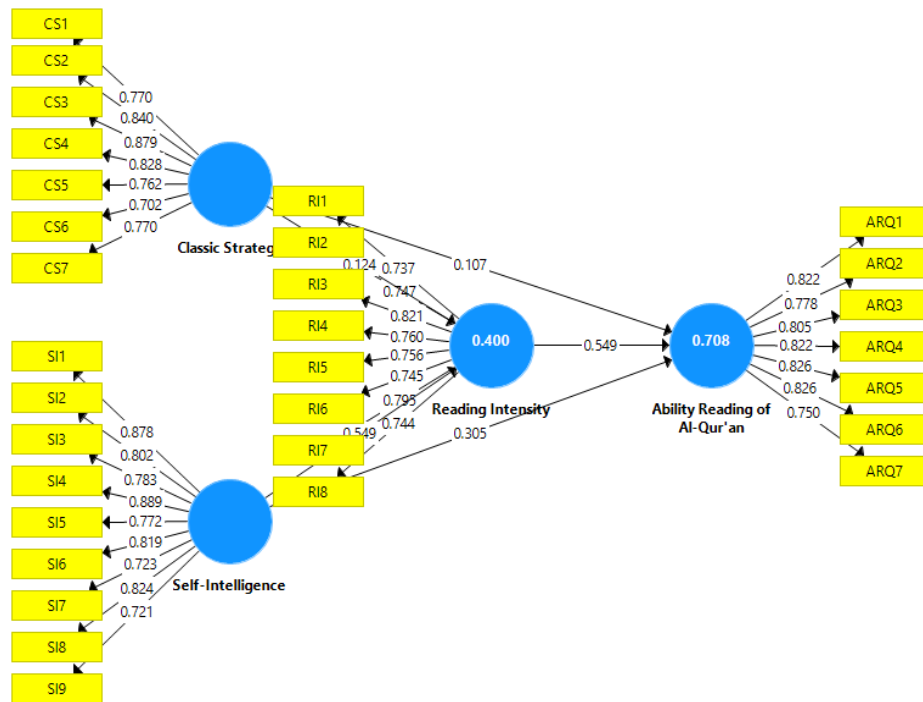 CS1
CS2
CS3
CS4
CS5
CS6
CS7
0.770
0.840
0.879
0.828
0.762
0.702
0.770
Classic Strateg
SI1
SI2
SI3
SI4
SI5
SI6
SI7
SI8
SI9
0.878
0.802
0.783
0.889
0.772
0.819
0.723
0.824
0.721
Self-Intelligence
RI1
RI2
RI3
RI4
RI5
RI6
RI7
RI8
0.737
0.747
0.821
0.760
0.756
0.745
0.795
0.744
0.124
0.549
0.400
Reading Intensity
0.107
0.549
0.305
0.708
Ability Reading of
Al-Qur'an
0.822
0.778
0.805
0.822
0.826
0.826
0.750
ARQ1
ARQ2
ARQ3
ARQ4
ARQ5
ARQ6
ARQ7